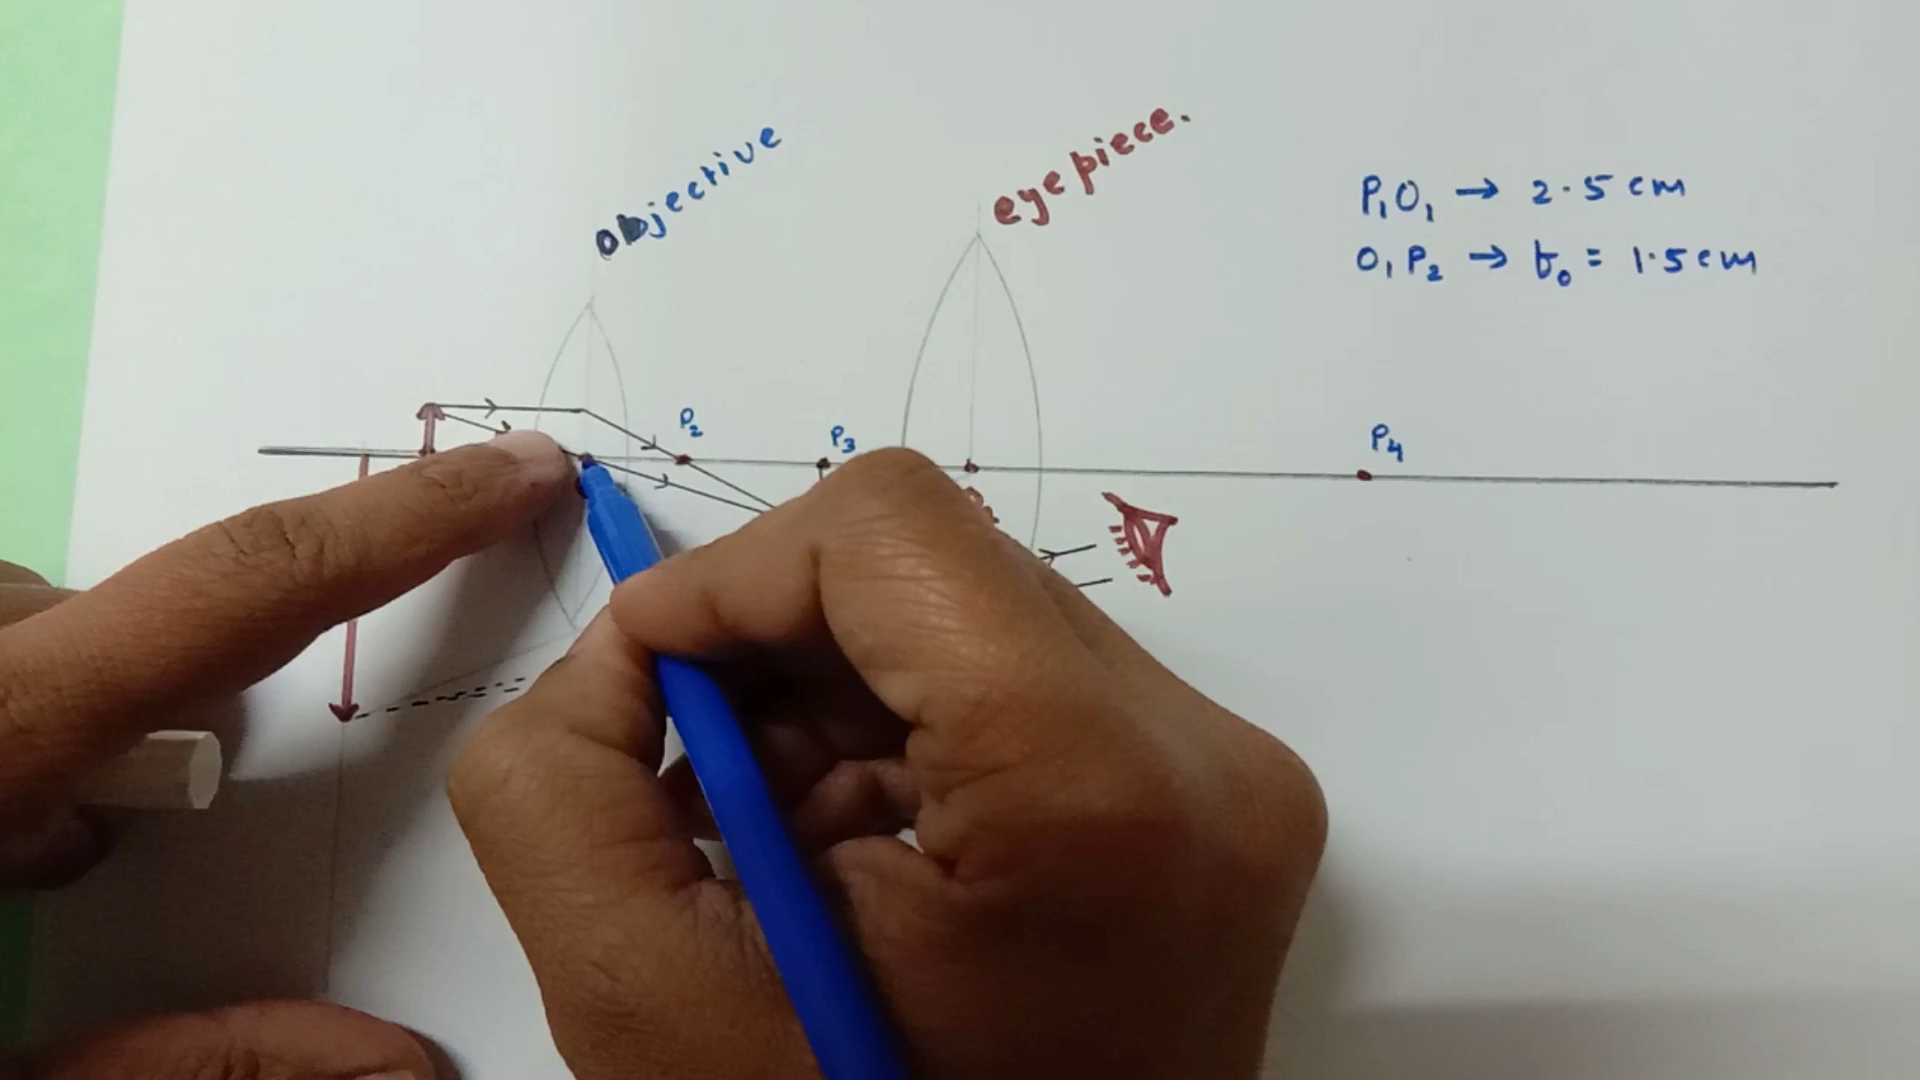 objective
eyepiece.
P₁O₁ → 2.5 cm
O₁P₂ → f₀ = 1.5 cm
P₂
P₃
P₄